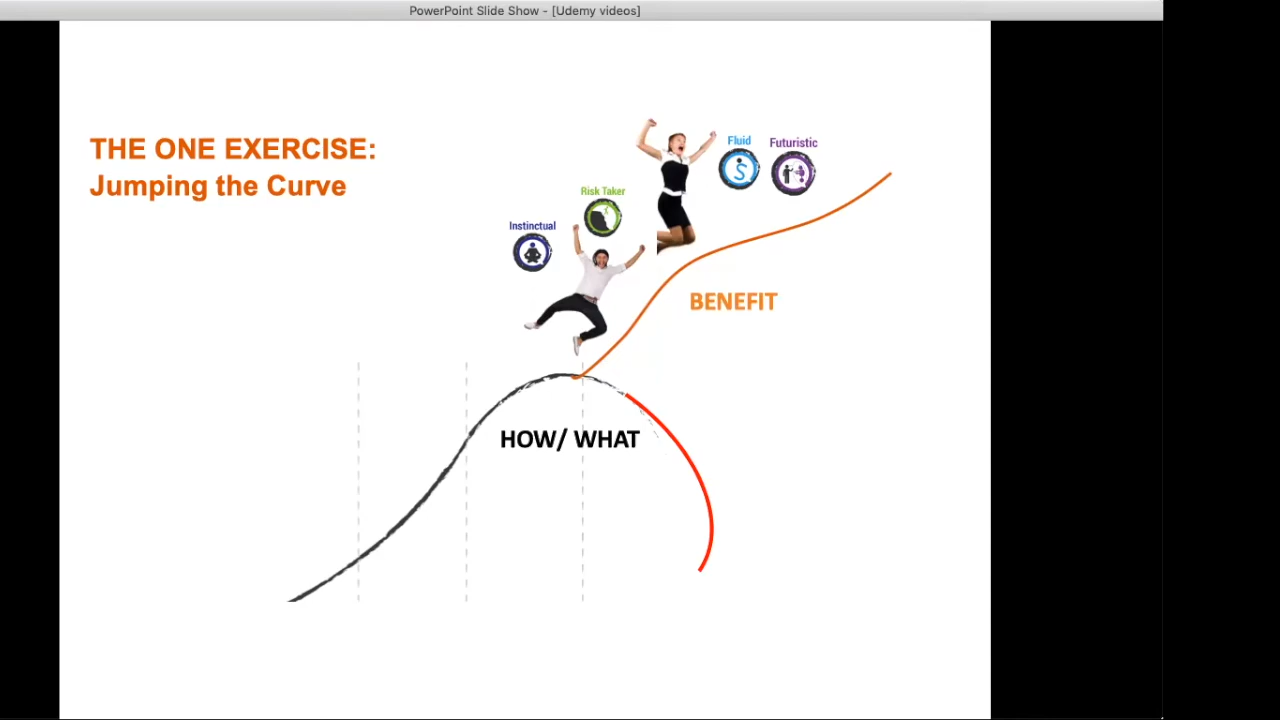 PowerPoint Slide Show - [Udemy videos]
THE ONE EXERCISE:
Jumping the Curve
Fluid
Futuristic
Risk Taker
Instinctual
BENEFIT
HOW/ WHAT